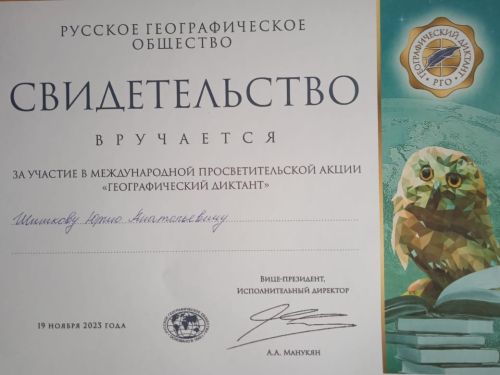 РУССКОЕ ГЕОГРАФИЧЕСКОЕ
ОБЩЕСТВО
СВИДЕТЕЛЬСТВО
ВРУЧАЕТСЯ
ЗА УЧАСТИЕ В МЕЖДУНАРОДНОЙ ПРОСВЕТИТЕЛЬСКОЙ АКЦИИ
«ГЕОГРАФИЧЕСКИЙ ДИКТАНТ»
Шишкову Юрию Анатольевичу
ВИЦЕ-ПРЕЗИДЕНТ,
ИСПОЛНИТЕЛЬНЫЙ ДИРЕКТОР
19 НОЯБРЯ 2023 ГОДА
А.А. МАНУКЯН
ГЕОГРАФИЧЕСКИЙ ДИКТАНТ
РГО